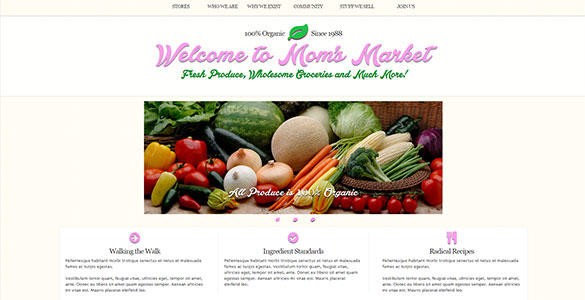 STORES WHO WE ARE WHY WE EXIST COMMUNITY STUFF WE SELL JOIN US
100% Organic Since 1988
Welcome to Mom's Market
Fresh Produce, Wholesome Groceries and Much More!
All Produce is 100% Organic
Walking the Walk
Pellentesque habitant morbi tristique senectus et netus et malesuada
fames ac turpis egestas.
Vestibulum tortor quam, feugiat vitae, ultricies eget, tempor sit amet,
ante. Donec eu libero sit amet quam egestas semper. Aenean ultricies
mi vitae est. Mauris placerat eleifend leo.
Ingredient Standards
Pellentesque habitant morbi tristique senectus et netus et malesuada
fames ac turpis egestas. Vestibulum tortor quam, feugiat vitae,
ultricies eget, tempor sit amet, ante. Donec eu libero sit amet quam
egestas semper. Aenean ultricies mi vitae est. Mauris placerat
eleifend leo.
Radical Recipes
Pellentesque habitant morbi tristique senectus et netus et malesuada
fames ac turpis egestas.
Vestibulum tortor quam, feugiat vitae, ultricies eget, tempor sit amet,
ante. Donec eu libero sit amet quam egestas semper. Aenean ultricies
mi vitae est. Mauris placerat eleifend leo.